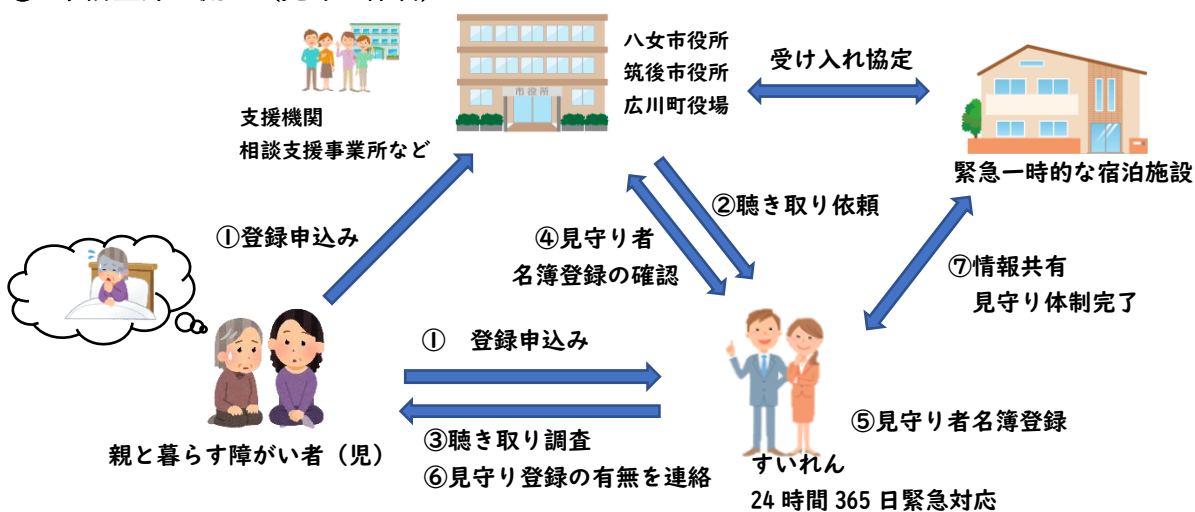 八女市役所
筑後市役所
広川町役場
市役所
受け入れ協定
支援機関
相談支援事業所など
緊急一時的な宿泊施設
①登録申込み
②聴き取り依頼
④見守り者
名簿登録の確認
⑦情報共有
見守り体制完了
① 登録申込み
③聴き取り調査
⑥見守り登録の有無を連絡
親と暮らす障がい者（児）
⑤見守り者名簿登録
すいれん
24時間365日緊急対応